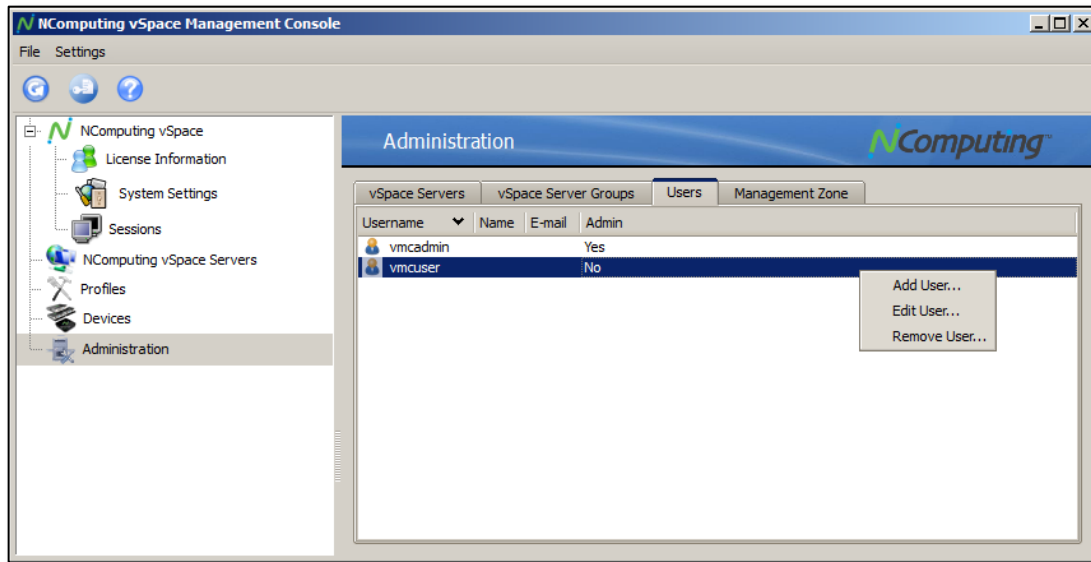 NComputing vSpace Management Console
File Settings
NComputing vSpace
License Information
System Settings
Sessions
NComputing vSpace Servers
Profiles
Devices
Administration
Administration
NComputing™
vSpace Servers vSpace Server Groups Users Management Zone
Username Name E-mail Admin
vmcadmin Yes
vmcuser No
Add User...
Edit User...
Remove User...